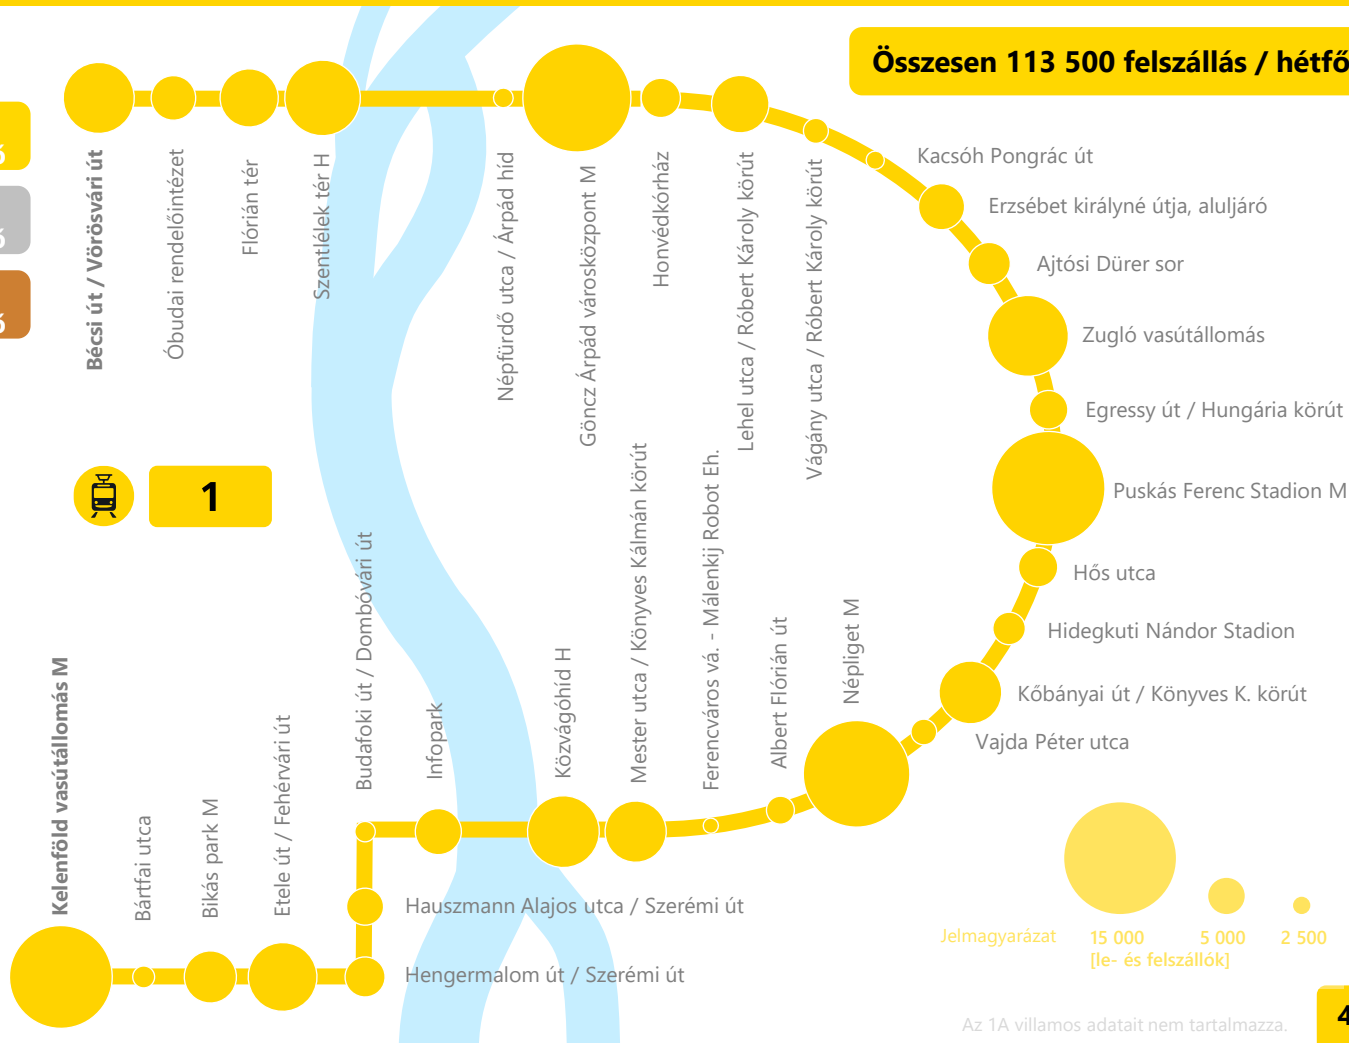 Összesen 113 500 felszállás / hétfő
Bécsi út / Vörösvári út
Óbudai rendelőintézet
Flórián tér
Szentlélek tér H
Népfürdő utca / Árpád híd
Göncz Árpád városközpont M
Honvédkórház
Lehel utca / Róbert Károly körút
Vágány utca / Róbert Károly körút
Kacsóh Pongrác út
Erzsébet királyné útja, aluljáró
Ajtósi Dürer sor
Zugló vasútállomás
Egressy út / Hungária körút
Puskás Ferenc Stadion M
Hős utca
Hidegkuti Nándor Stadion
Kőbányai út / Könyves K. körút
Vajda Péter utca
Népliget M
Albert Flórián út
Ferencváros vá. - Málenkij Robot Eh.
Mester utca / Könyves Kálmán körút
Közvágóhíd H
Infopark
Budafoki út / Dombóvári út
Hauszmann Alajos utca / Szerémi út
Hengermalom út / Szerémi út
Etele út / Fehérvári út
Bikás park M
Bártfai utca
Kelenföld vasútállomás M
1
Jelmagyarázat
15 000
5 000
2 500
[le- és felszállók]
Az 1A villamos adatait nem tartalmazza.
4